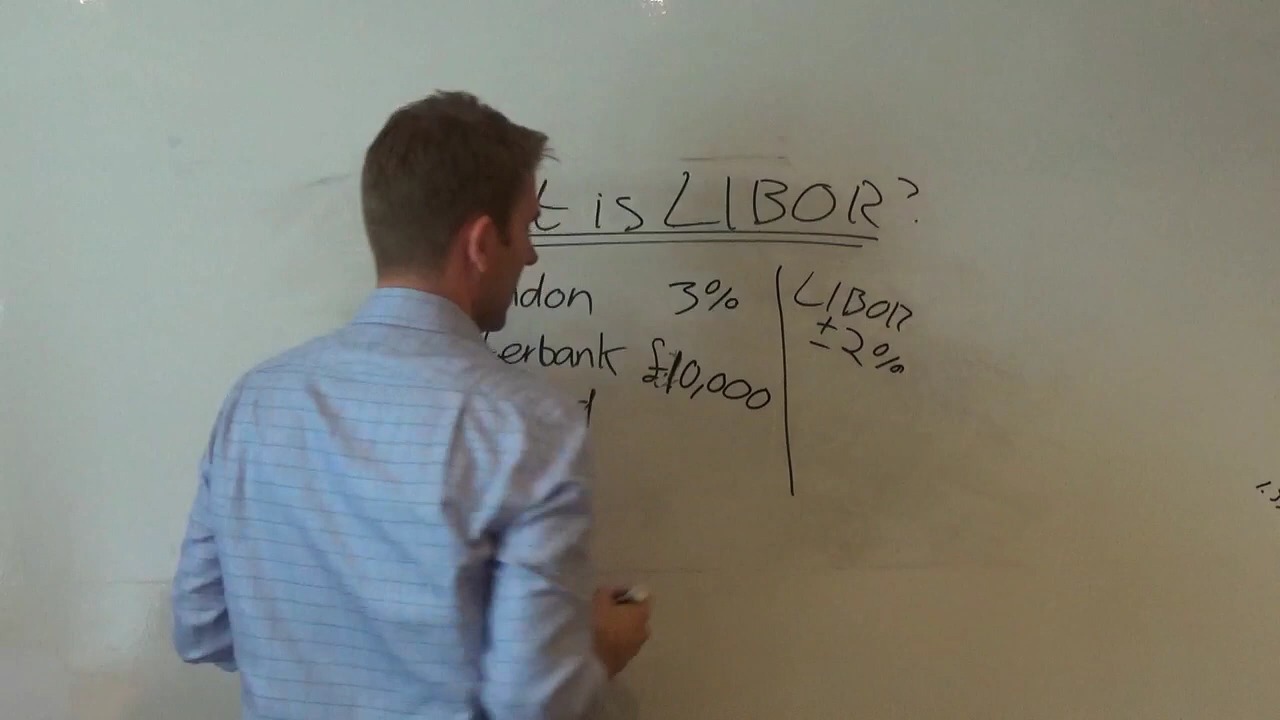 t is LIBOR?
ndon 3%
erbank £10,000
LIBOR
± 2%